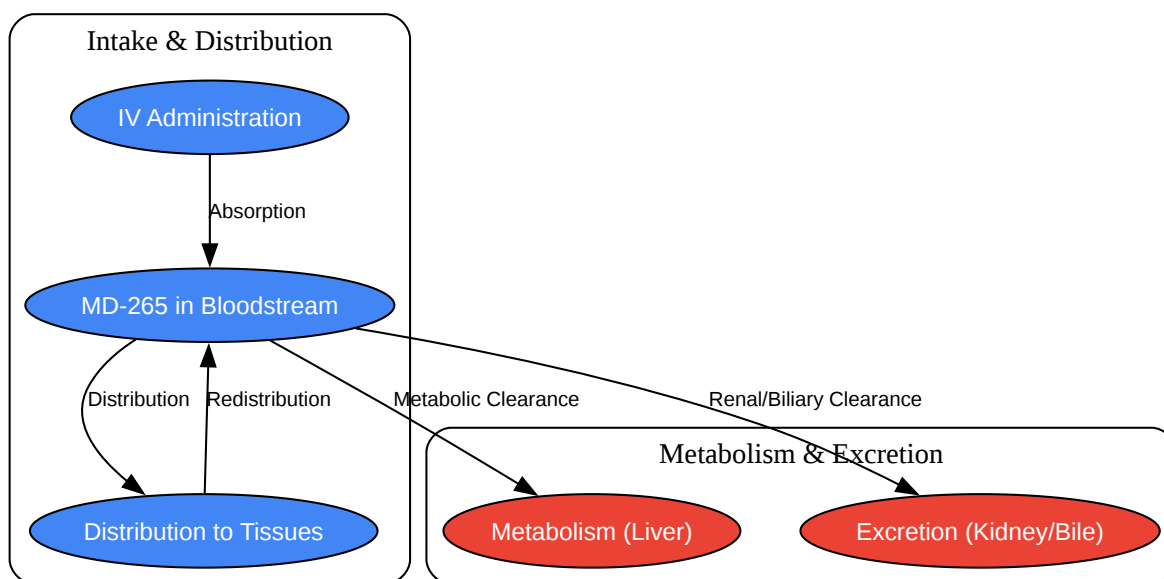 Intake & Distribution
IV Administration
Absorption
MD-265 in Bloodstream
Distribution
Redistribution
Metabolic Clearance
Renal/Biliary Clearance
Metabolism & Excretion
Distribution to Tissues
Metabolism (Liver)
Excretion (Kidney/Bile)